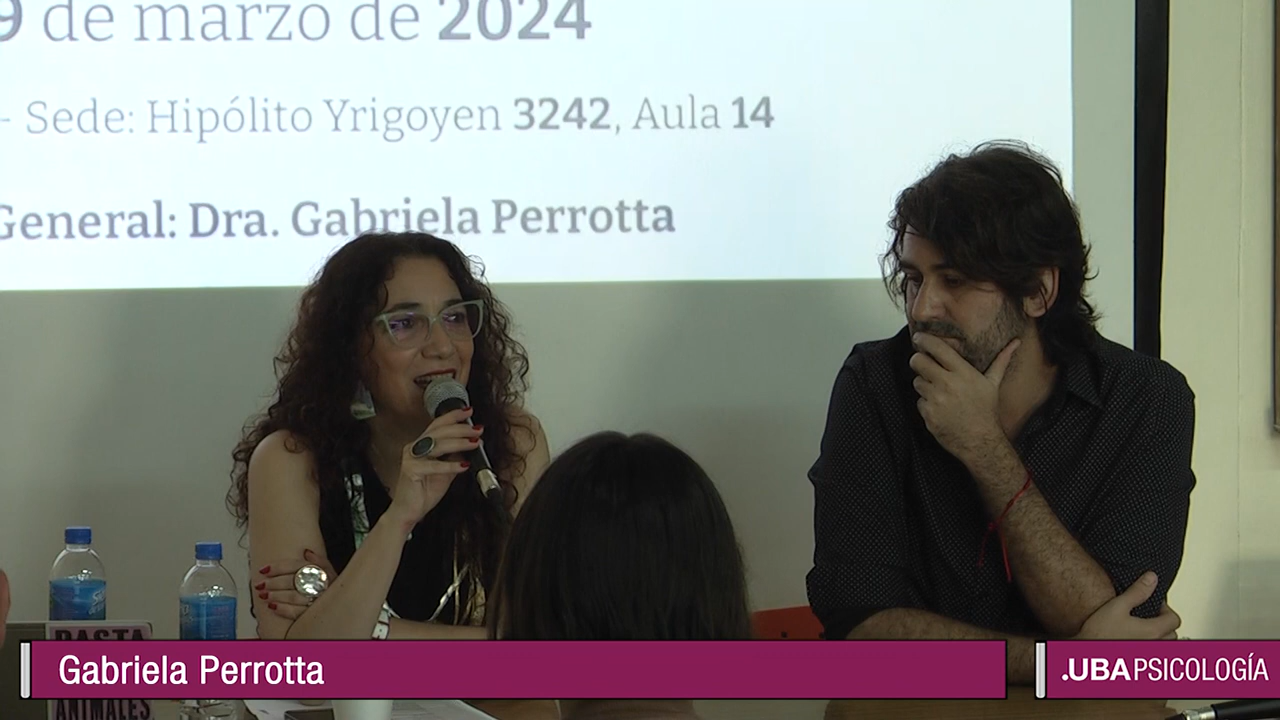 9 de marzo de 2024
- Sede: Hipólito Yrigoyen 3242, Aula 14
General: Dra. Gabriela Perrotta
BASTA
ANIMALES
Gabriela Perrotta
.UBAPSICOLOGÍA